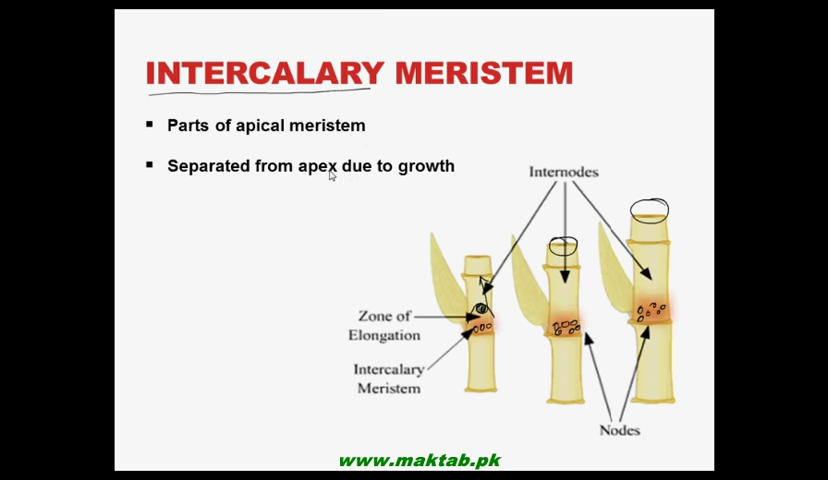 INTERCALARY MERISTEM
▪ Parts of apical meristem
▪ Separated from apex due to growth
Internodes
Zone of
Elongation
Intercalary
Meristem
Nodes
www.maktab.pk